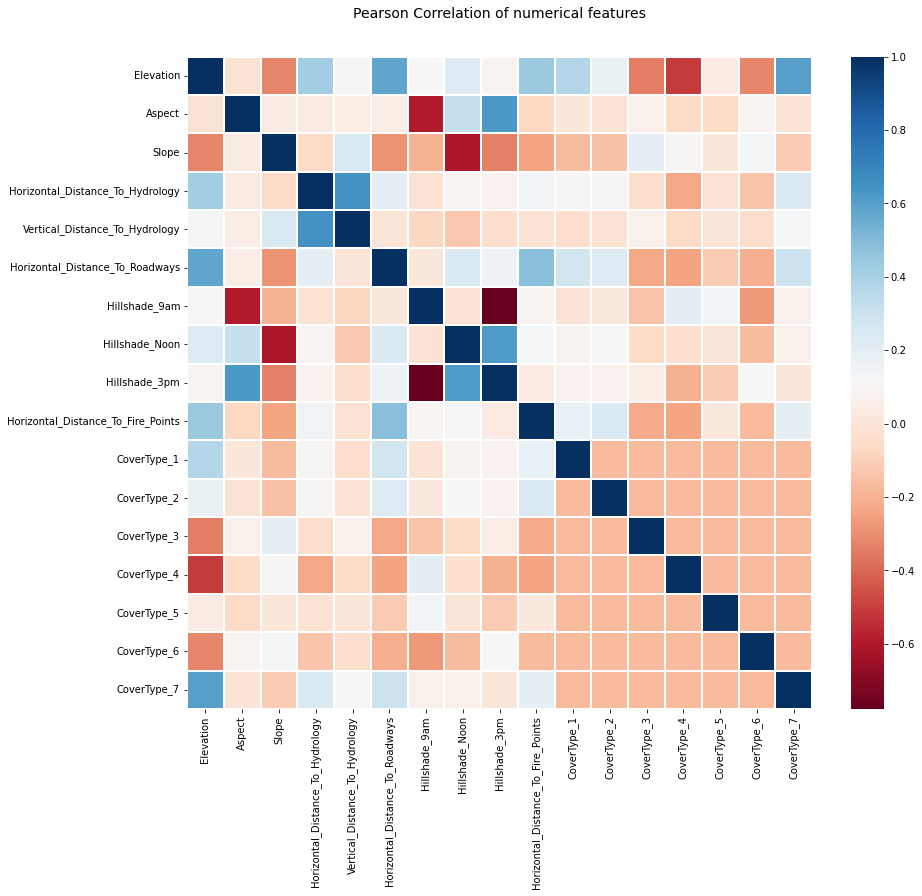 Pearson Correlation of numerical features
Elevation
Aspect
Slope
Horizontal_Distance_To_Hydrology
Vertical_Distance_To_Hydrology
Horizontal_Distance_To_Roadways
Hillshade_9am
Hillshade_Noon
Hillshade_3pm
Horizontal_Distance_To_Fire_Points
CoverType_1
CoverType_2
CoverType_3
CoverType_4
CoverType_5
CoverType_6
CoverType_7
Elevation
Aspect
Slope
Horizontal_Distance_To_Hydrology
Vertical_Distance_To_Hydrology
Horizontal_Distance_To_Roadways
Hillshade_9am
Hillshade_Noon
Hillshade_3pm
Horizontal_Distance_To_Fire_Points
CoverType_1
CoverType_2
CoverType_3
CoverType_4
CoverType_5
CoverType_6
CoverType_7
1.0
0.8
0.6
0.4
0.2
0.0
−0.2
−0.4
−0.6